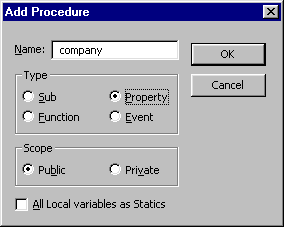 Add Procedure
Name: company
OK
Type
Cancel
Sub Property
Function Event
Scope
Public Private
All Local variables as Statics